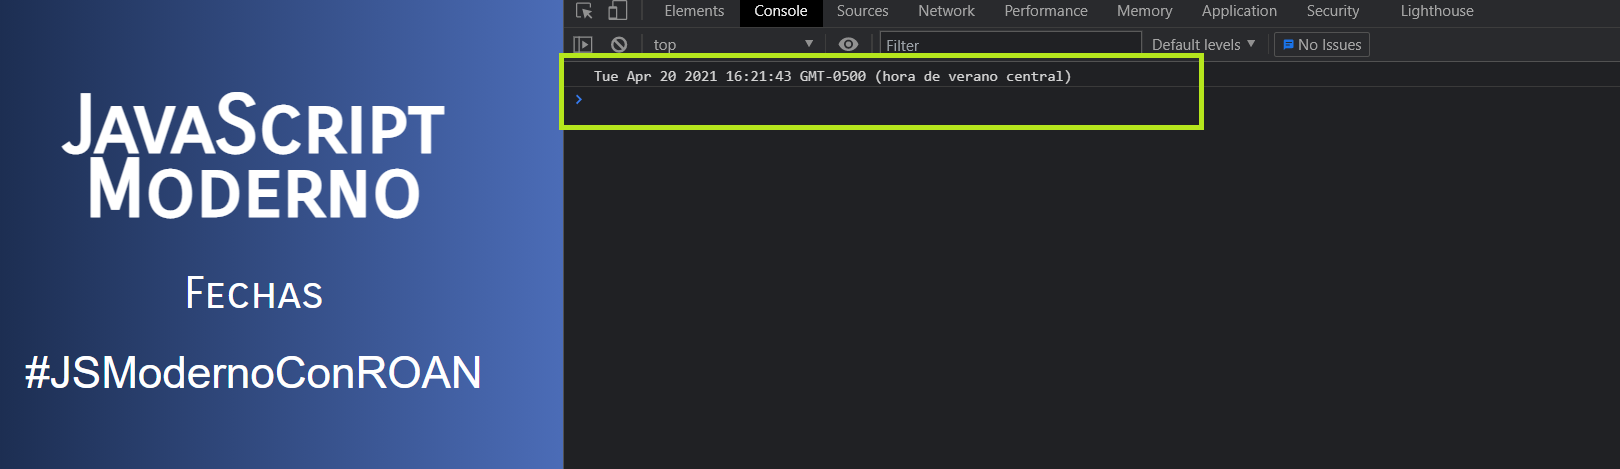 JavaScript
Moderno
Fechas
#JSModernoConROAN
Elements Console Sources Network Performance Memory Application Security Lighthouse
top Filter Default levels No Issues
Tue Apr 20 2021 16:21:43 GMT-0500 (hora de verano central)